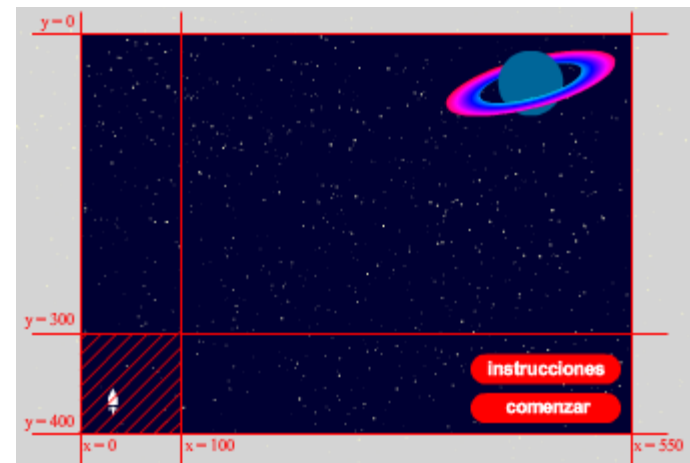 y=0
y=300
instrucciones
comenzar
y=400
x=0
x=100
x=550